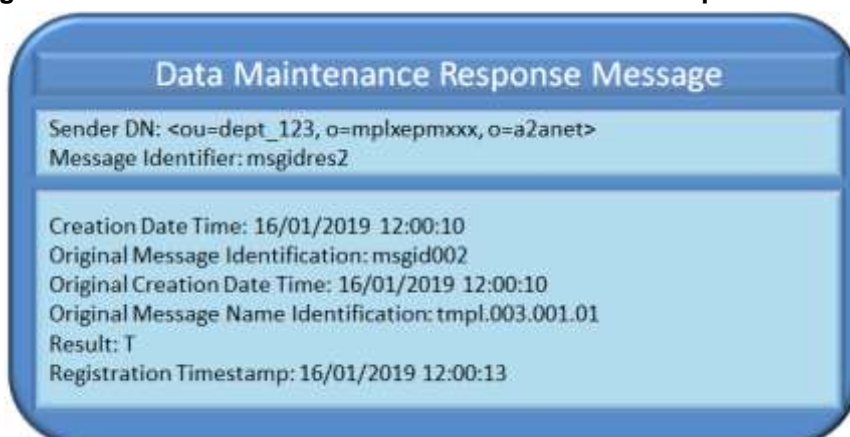 Data Maintenance Response Message
Sender DN: <ou=dept_123, o=mplxepmxxx, o=a2anet>
Message Identifier: msgidres2
Creation Date Time: 16/01/2019 12:00:10
Original Message Identification: msgid002
Original Creation Date Time: 16/01/2019 12:00:10
Original Message Name Identification: tmpl.003.001.01
Result: T
Registration Timestamp: 16/01/2019 12:00:13